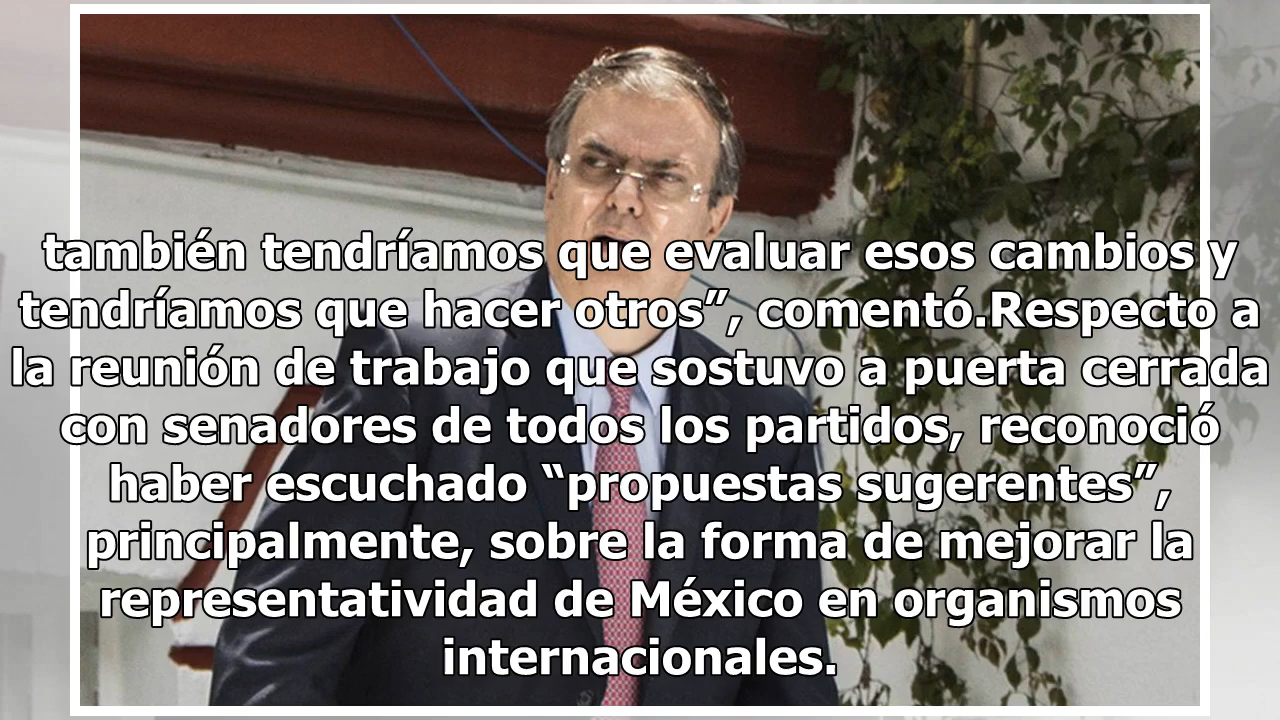 también tendríamos que evaluar esos cambios y
tendríamos que hacer otros”, comentó.Respecto a
la reunión de trabajo que sostuvo a puerta cerrada
con senadores de todos los partidos, reconoció
haber escuchado “propuestas sugerentes”,
principalmente, sobre la forma de mejorar la
representatividad de México en organismos
internacionales.